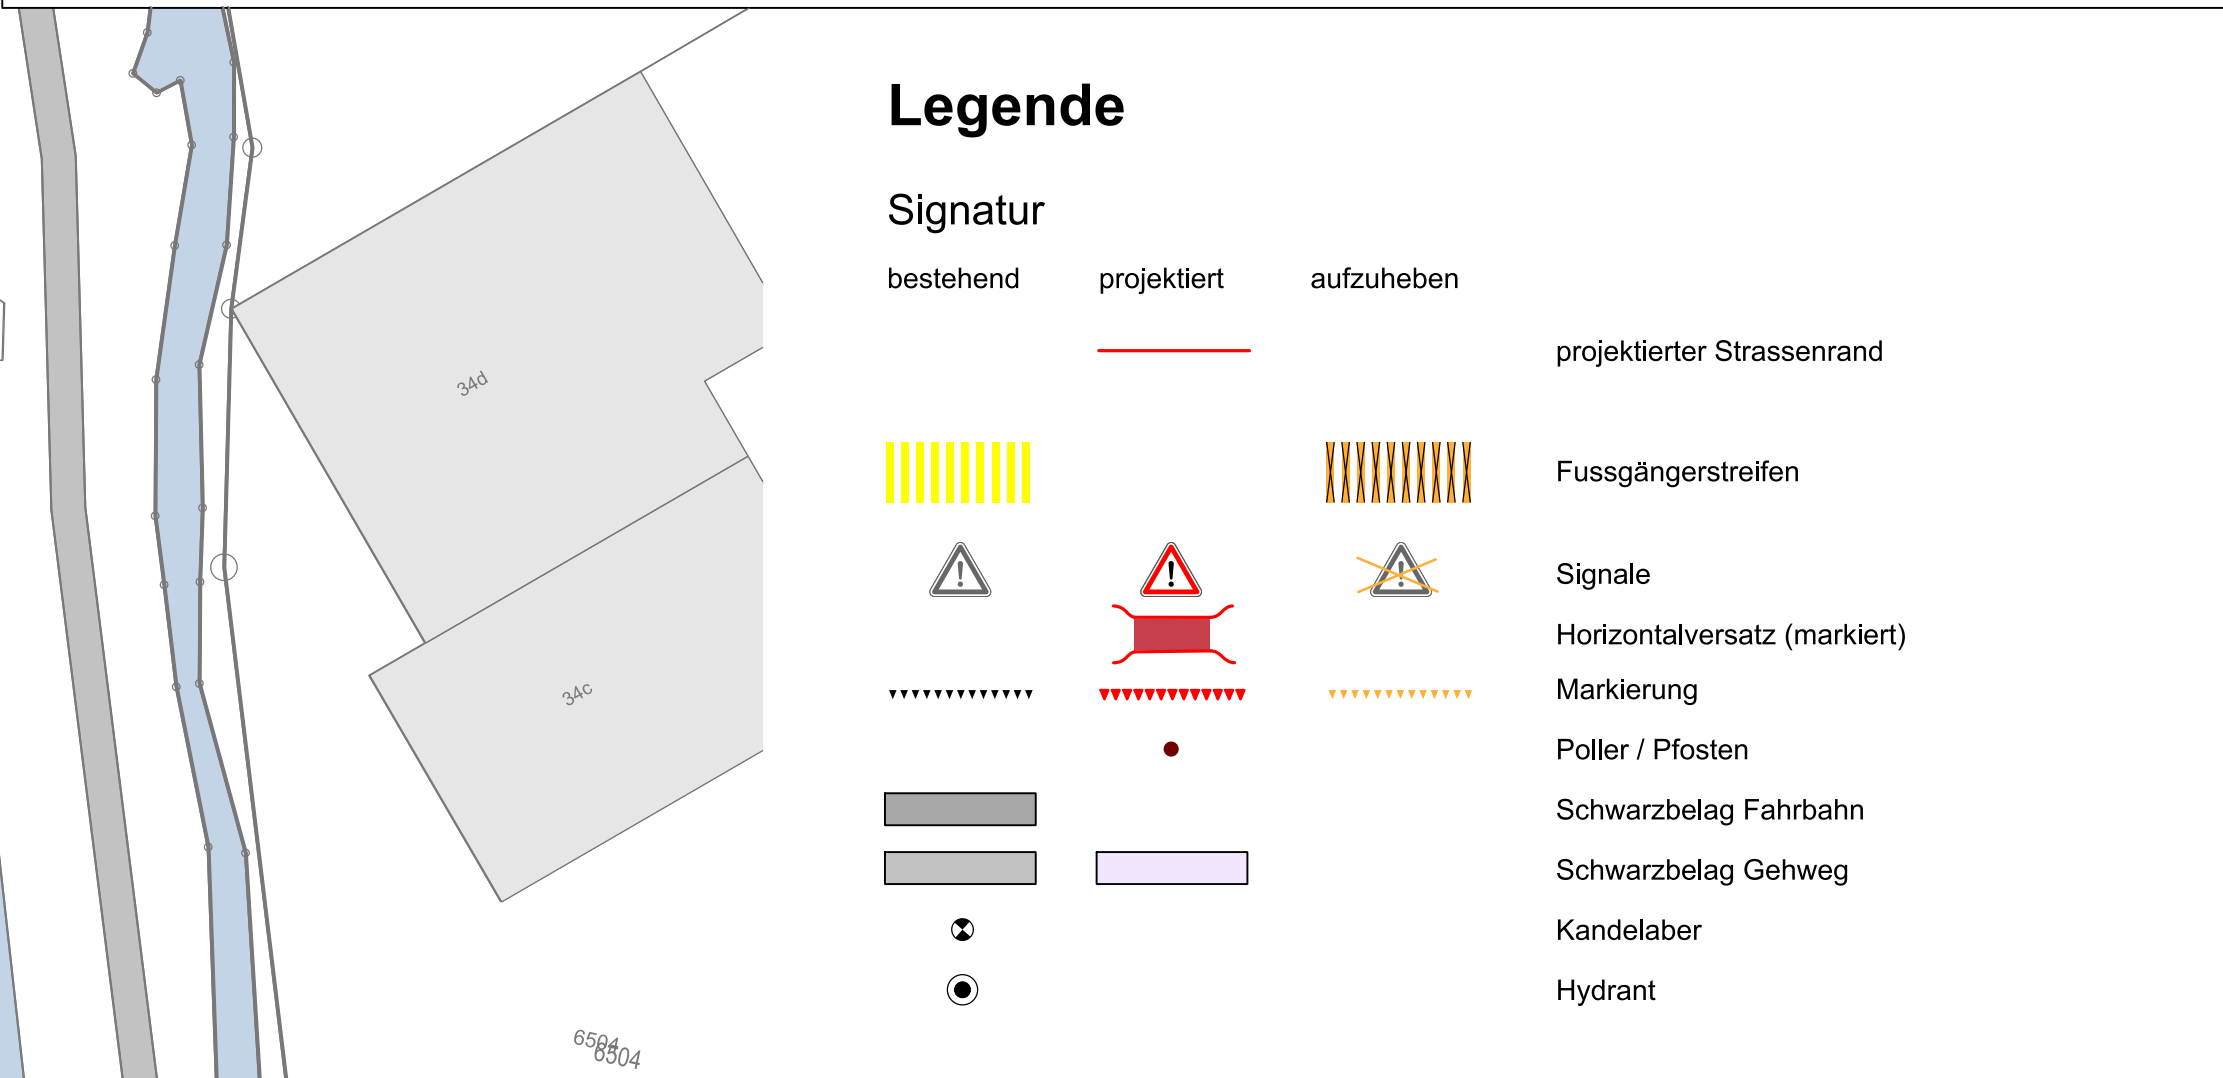 Legende
Signatur
bestehend projektiert aufzuheben
projektierter Strassenrand
34d
Fussgängerstreifen
Signale
Horizontalversatz (markiert)
34c
Markierung
Poller / Pfosten
Schwarzbelag Fahrbahn
Schwarzbelag Gehweg
Kandelaber
Hydrant
6504
6504